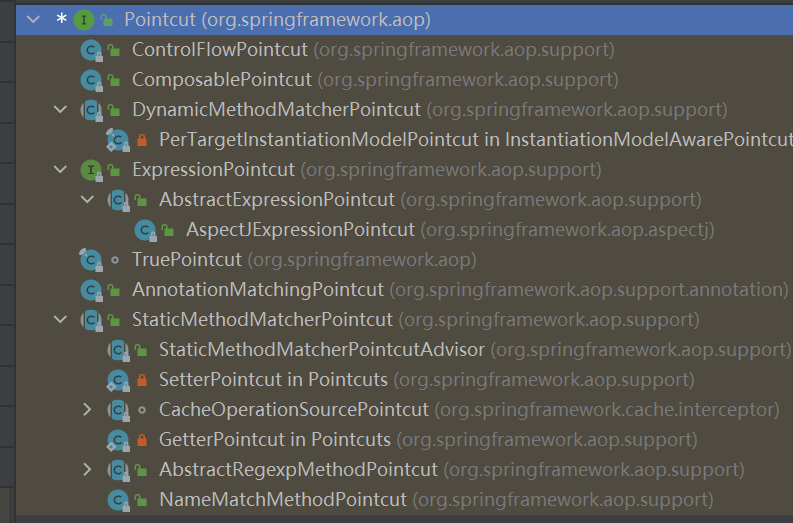 * Pointcut (org.springframework.aop)
ControlFlowPointcut (org.springframework.aop.support)
ComposablePointcut (org.springframework.aop.support)
DynamicMethodMatcherPointcut (org.springframework.aop.support)
PerTargetInstantiationModelPointcut in InstantiationModelAwarePointcut
ExpressionPointcut (org.springframework.aop.support)
AbstractExpressionPointcut (org.springframework.aop.support)
AspectJExpressionPointcut (org.springframework.aop.aspectj)
TruePointcut (org.springframework.aop)
AnnotationMatchingPointcut (org.springframework.aop.support.annotation)
StaticMethodMatcherPointcut (org.springframework.aop.support)
StaticMethodMatcherPointcutAdvisor (org.springframework.aop.support)
SetterPointcut in Pointcuts (org.springframework.aop.support)
CacheOperationSourcePointcut (org.springframework.cache.interceptor)
GetterPointcut in Pointcuts (org.springframework.aop.support)
AbstractRegexpMethodPointcut (org.springframework.aop.support)
NameMatchMethodPointcut (org.springframework.aop.support)